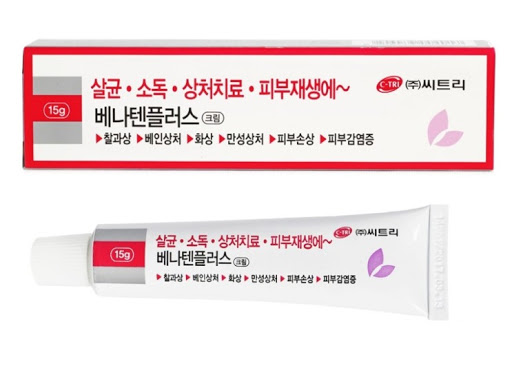 살균・소독・상처치료・피부재생에~
C-TRI (주)씨트리
15g
베나텐플러스 크림
▶찰과상 ▶베인상처 ▶화상 ▶만성상처 ▶피부손상 ▶피부감염증
살균・소독・상처치료・피부재생에~
C-TRI (주)씨트리
15g
베나텐플러스 크림
▶찰과상 ▶베인상처 ▶화상 ▶만성상처 ▶피부손상 ▶피부감염증